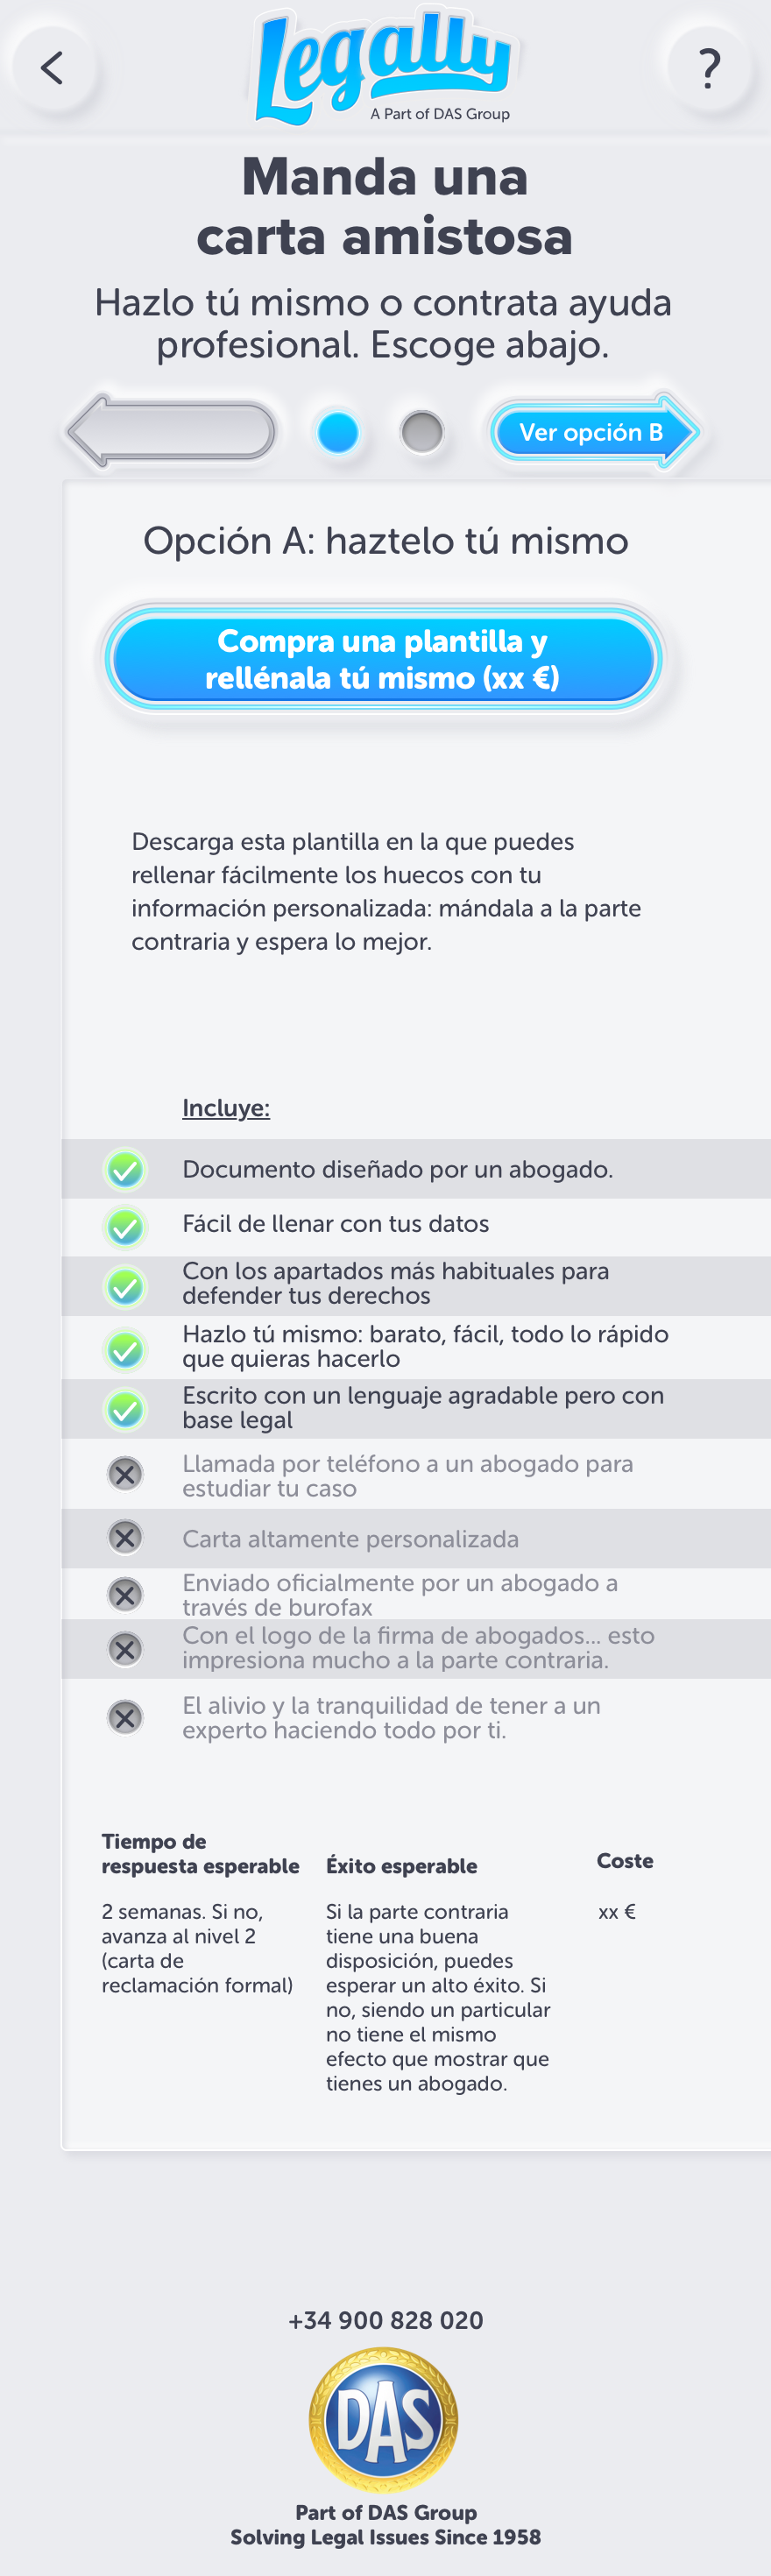 Legally
A Part of DAS Group
?
Manda una
carta amistosa
Hazlo tú mismo o contrata ayuda
profesional. Escoge abajo.
Ver opción B
Opción A: haztelo tú mismo
Compra una plantilla y
rellénala tú mismo (xx €)
Descarga esta plantilla en la que puedes
rellenar fácilmente los huecos con tu
información personalizada: mándala a la parte
contraria y espera lo mejor.
Incluye:
Documento diseñado por un abogado.
Fácil de llenar con tus datos
Con los apartados más habituales para
defender tus derechos
Hazlo tú mismo: barato, fácil, todo lo rápido
que quieras hacerlo
Escrito con un lenguaje agradable pero con
base legal
Llamada por teléfono a un abogado para
estudiar tu caso
Carta altamente personalizada
Enviado oficialmente por un abogado a
través de burofax
Con el logo de la firma de abogados... esto
impresiona mucho a la parte contraria.
El alivio y la tranquilidad de tener a un
experto haciendo todo por ti.
Tiempo de
respuesta esperable
2 semanas. Si no,
avanza al nivel 2
(carta de
reclamación formal)
Éxito esperable
Si la parte contraria
tiene una buena
disposición, puedes
esperar un alto éxito. Si
no, siendo un particular
no tiene el mismo
efecto que mostrar que
tienes un abogado.
Coste
xx €
+34 900 828 020
DAS
Part of DAS Group
Solving Legal Issues Since 1958